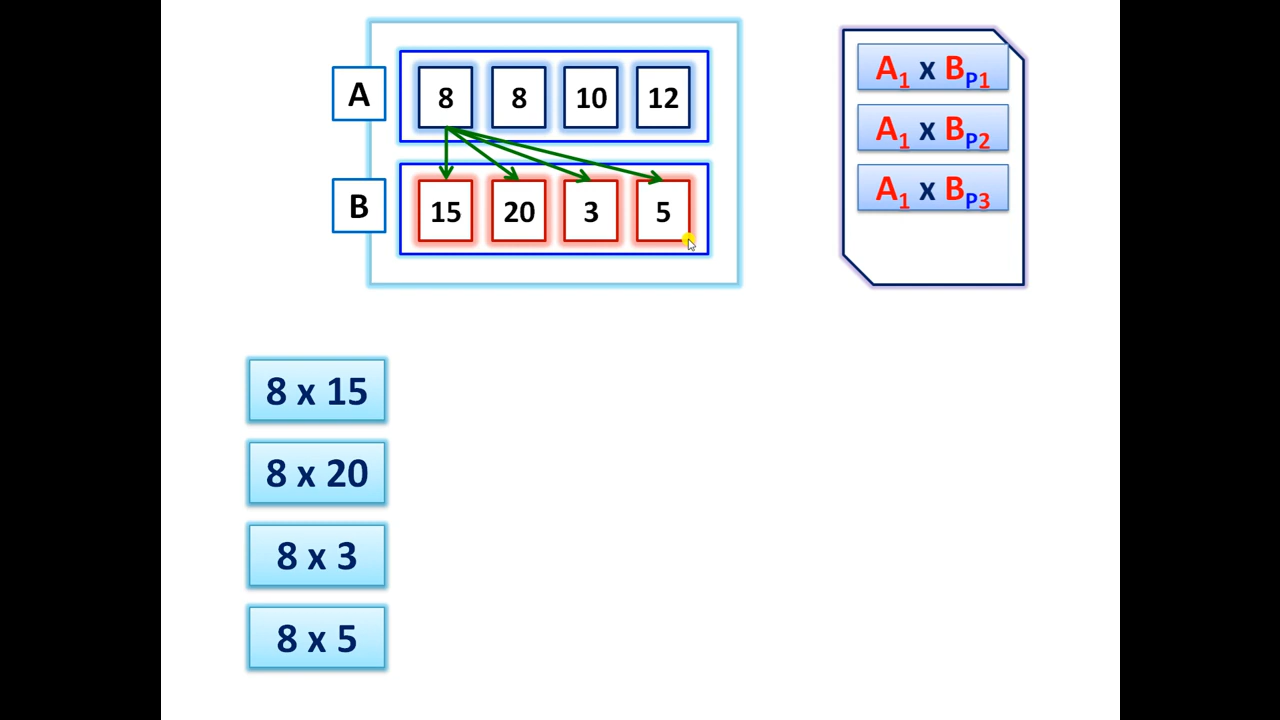 A
8 8 10 12
B
15 20 3 5
A1 x BP1
A1 x BP2
A1 x BP3
8 x 15
8 x 20
8 x 3
8 x 5